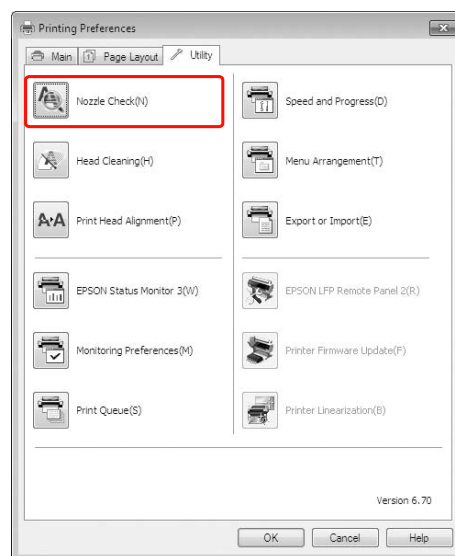 Printing Preferences
Main Page Layout Utility
Nozzle Check(N)
Speed and Progress(D)
Head Cleaning(H)
Menu Arrangement(T)
Print Head Alignment(P)
Export or Import(E)
EPSON Status Monitor 3(W)
EPSON LFP Remote Panel 2(R)
Monitoring Preferences(M)
Printer Firmware Update(F)
Print Queue(S)
Printer Linearization(B)
Version 6.70
OK Cancel Help